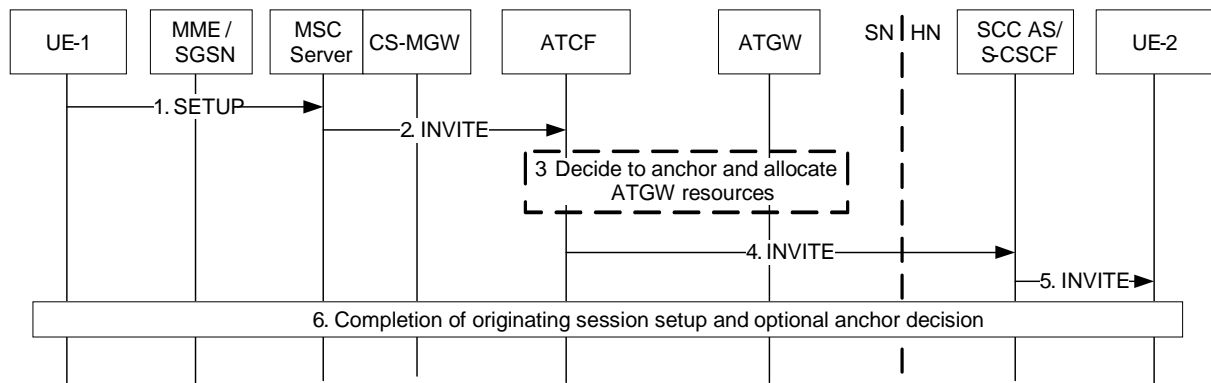 UE-1
MME /
SGSN
MSC
Server
CS-MGW
ATCF
ATGW
SN HN
SCC AS/
S-CSCF
UE-2
1. SETUP
2. INVITE
3 Decide to anchor and allocate
ATGW resources
4. INVITE
5. INVITE
6. Completion of originating session setup and optional anchor decision